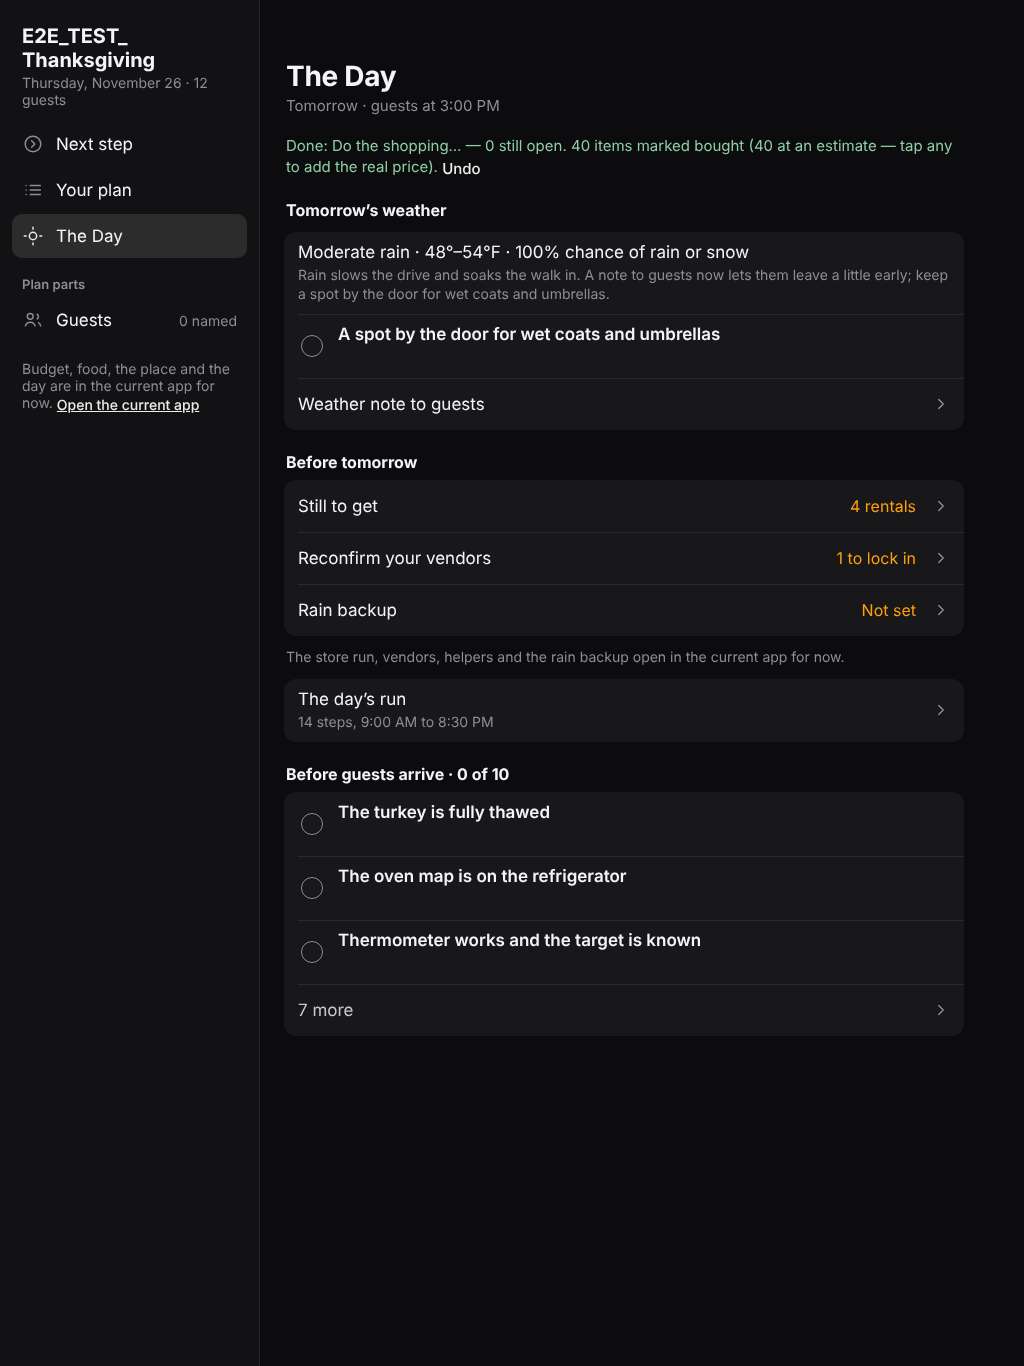 E2E_TEST_
Thanksgiving
Thursday, November 26 · 12
guests
Next step
Your plan
The Day
Plan parts
Guests 0 named
Budget, food, the place and the
day are in the current app for
now. Open the current app
The Day
Tomorrow · guests at 3:00 PM
Done: Do the shopping... — 0 still open. 40 items marked bought (40 at an estimate — tap any
to add the real price). Undo
Tomorrow’s weather
Moderate rain · 48°–54°F · 100% chance of rain or snow
Rain slows the drive and soaks the walk in. A note to guests now lets them leave a little early; keep
a spot by the door for wet coats and umbrellas.
A spot by the door for wet coats and umbrellas
Weather note to guests
Before tomorrow
Still to get 4 rentals
Reconfirm your vendors 1 to lock in
Rain backup Not set
The store run, vendors, helpers and the rain backup open in the current app for now.
The day’s run
14 steps, 9:00 AM to 8:30 PM
Before guests arrive · 0 of 10
The turkey is fully thawed
The oven map is on the refrigerator
Thermometer works and the target is known
7 more